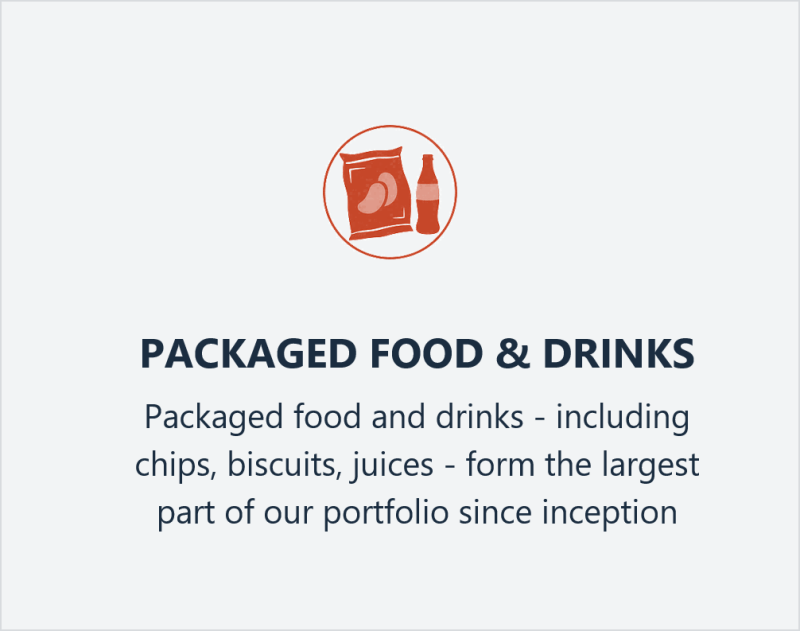 PACKAGED FOOD & DRINKS
Packaged food and drinks - including
chips, biscuits, juices - form the largest
part of our portfolio since inception